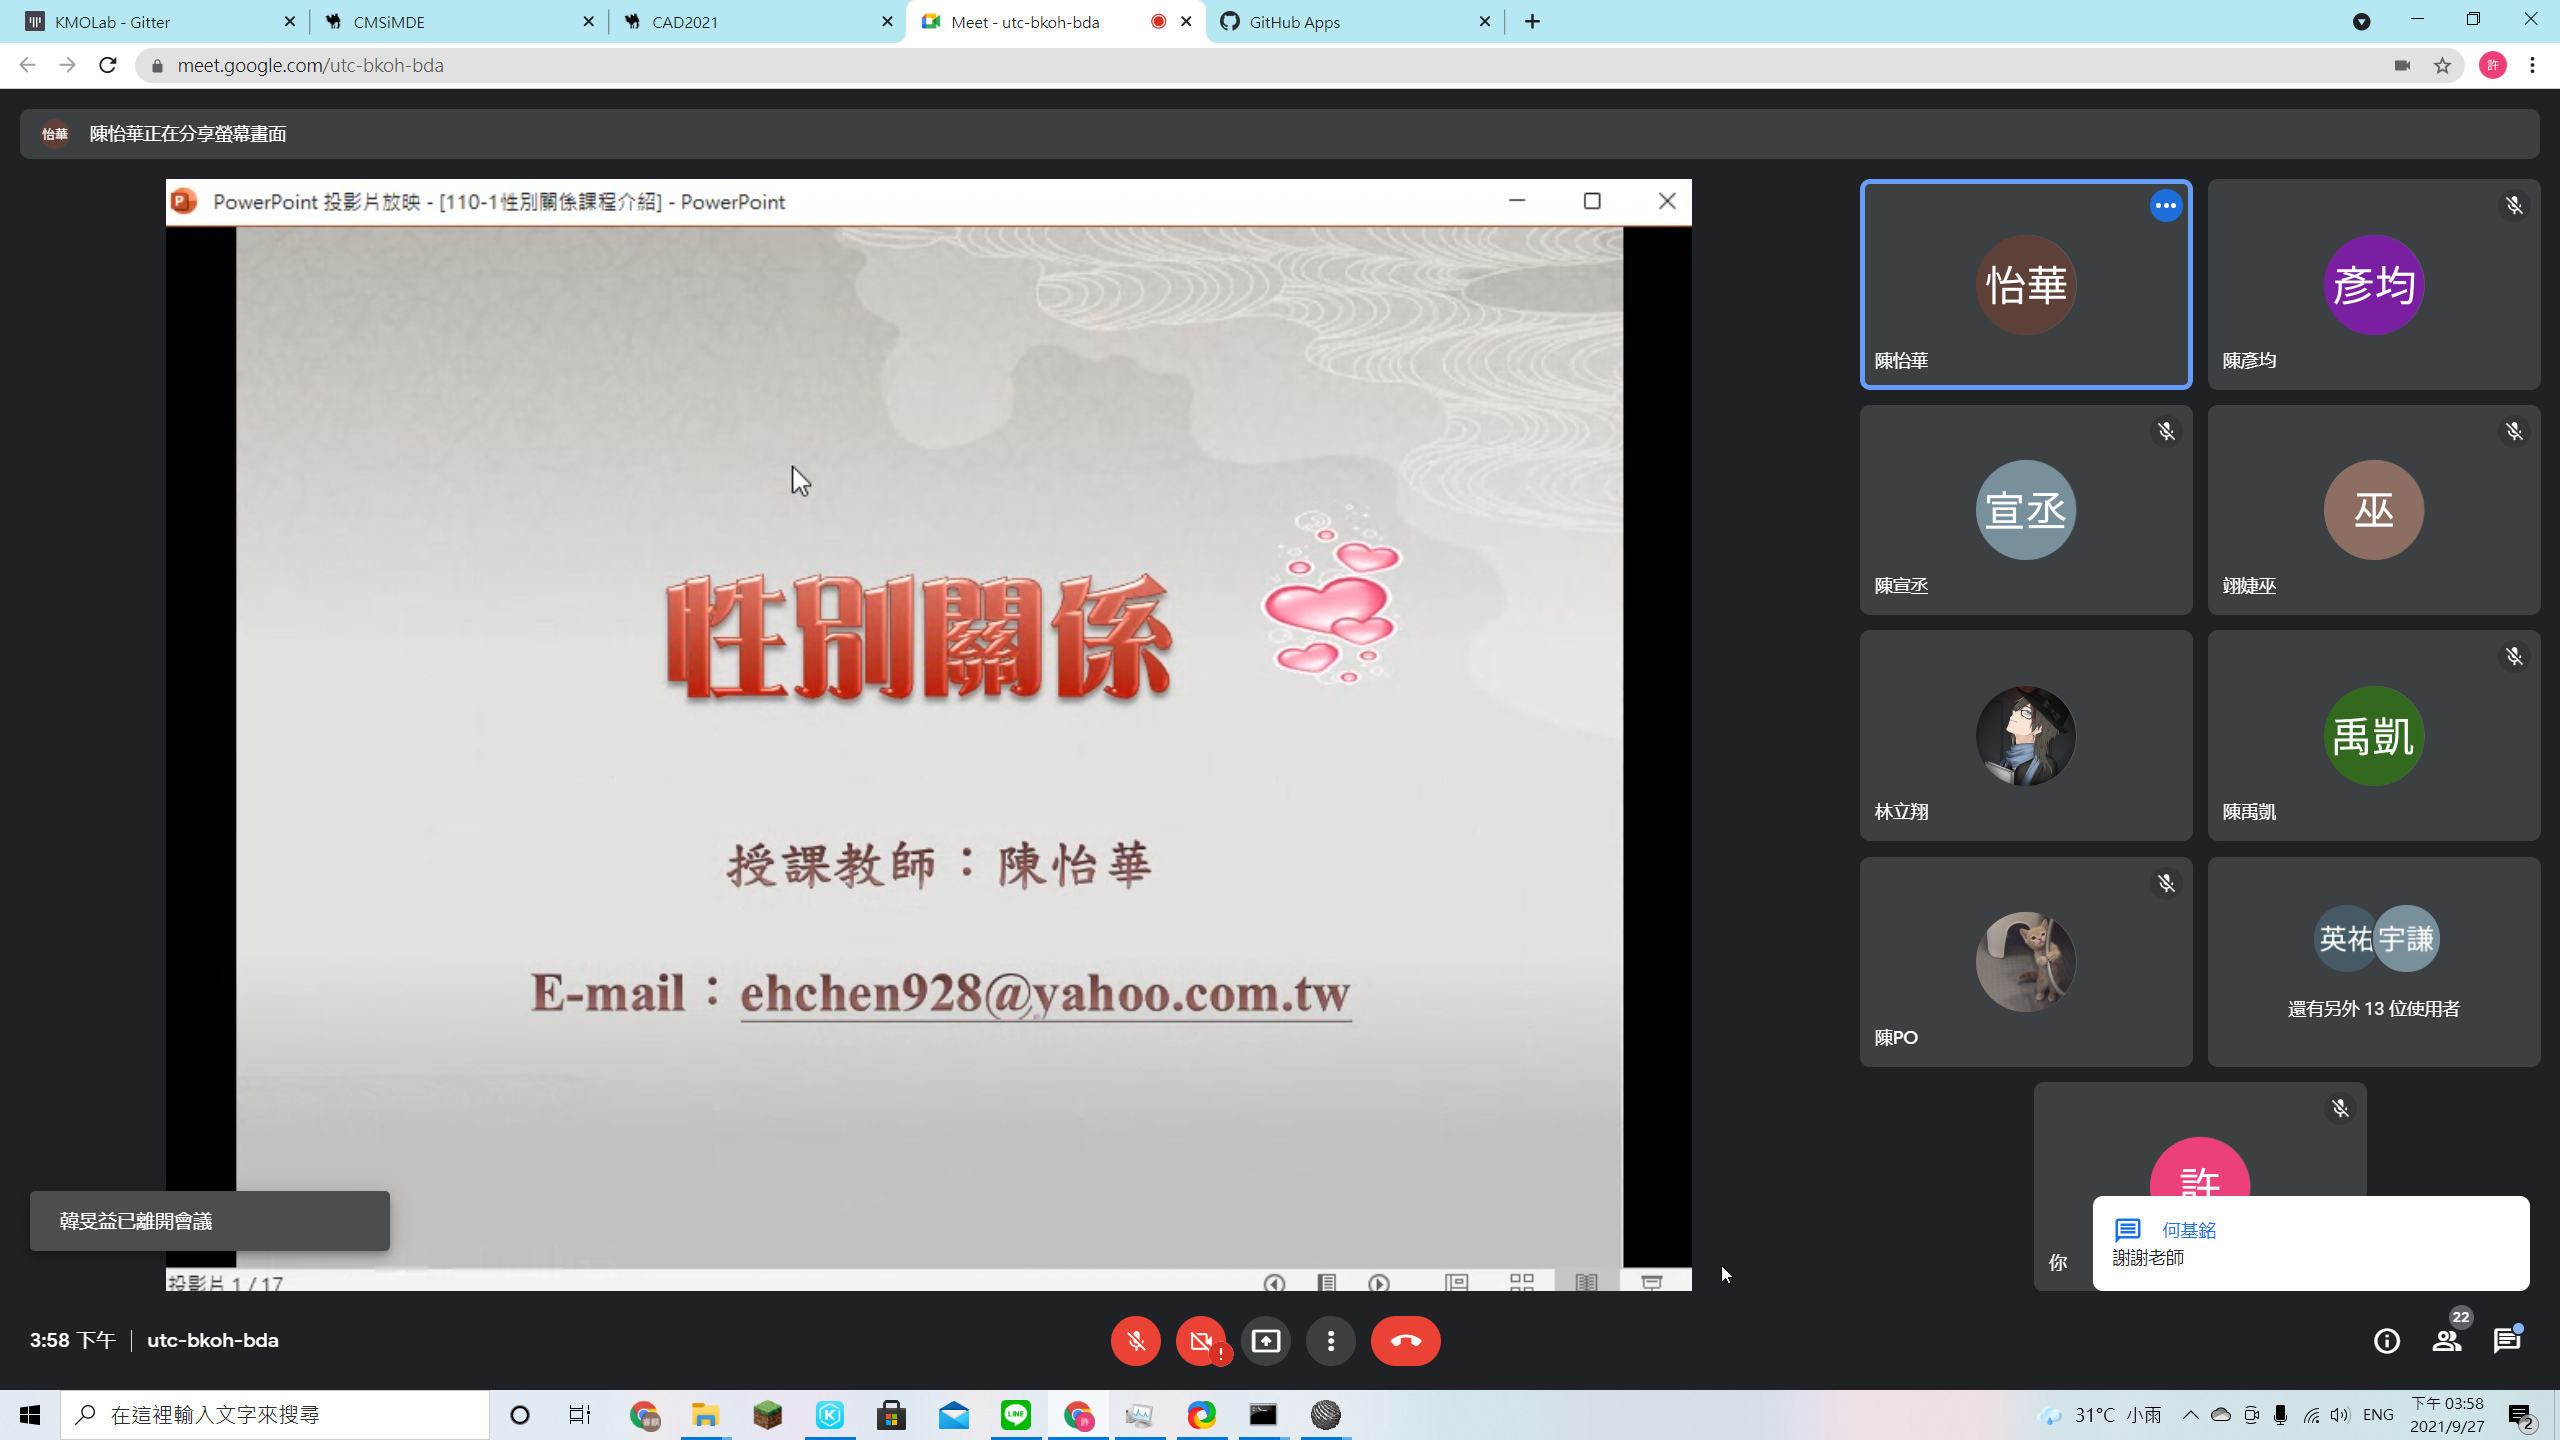 KMOLab - Gitter
CMSiMDE
CAD2021
Meet - utc-bkoh-bda
GitHub Apps
meet.google.com/utc-bkoh-bda
許
怡華
陳怡華正在分享螢幕畫面
PowerPoint 投影片放映 - [110-1性別關係課程介紹] - PowerPoint
性別關係
授課教師：陳怡華
E-mail：ehchen928@yahoo.com.tw
投影片 1 / 17
怡華
陳怡華
彥均
陳彥均
宣丞
陳宣丞
巫
翊婕巫
林立翔
禹凱
陳禹凱
陳PO
英祐
宇謙
還有另外 13 位使用者
許
你
何基銘
謝謝老師
韓旻益已離開會議
3:58 下午
utc-bkoh-bda
22
在這裡輸入文字來搜尋
31°C 小雨
ENG
下午 03:58
2021/9/27
2